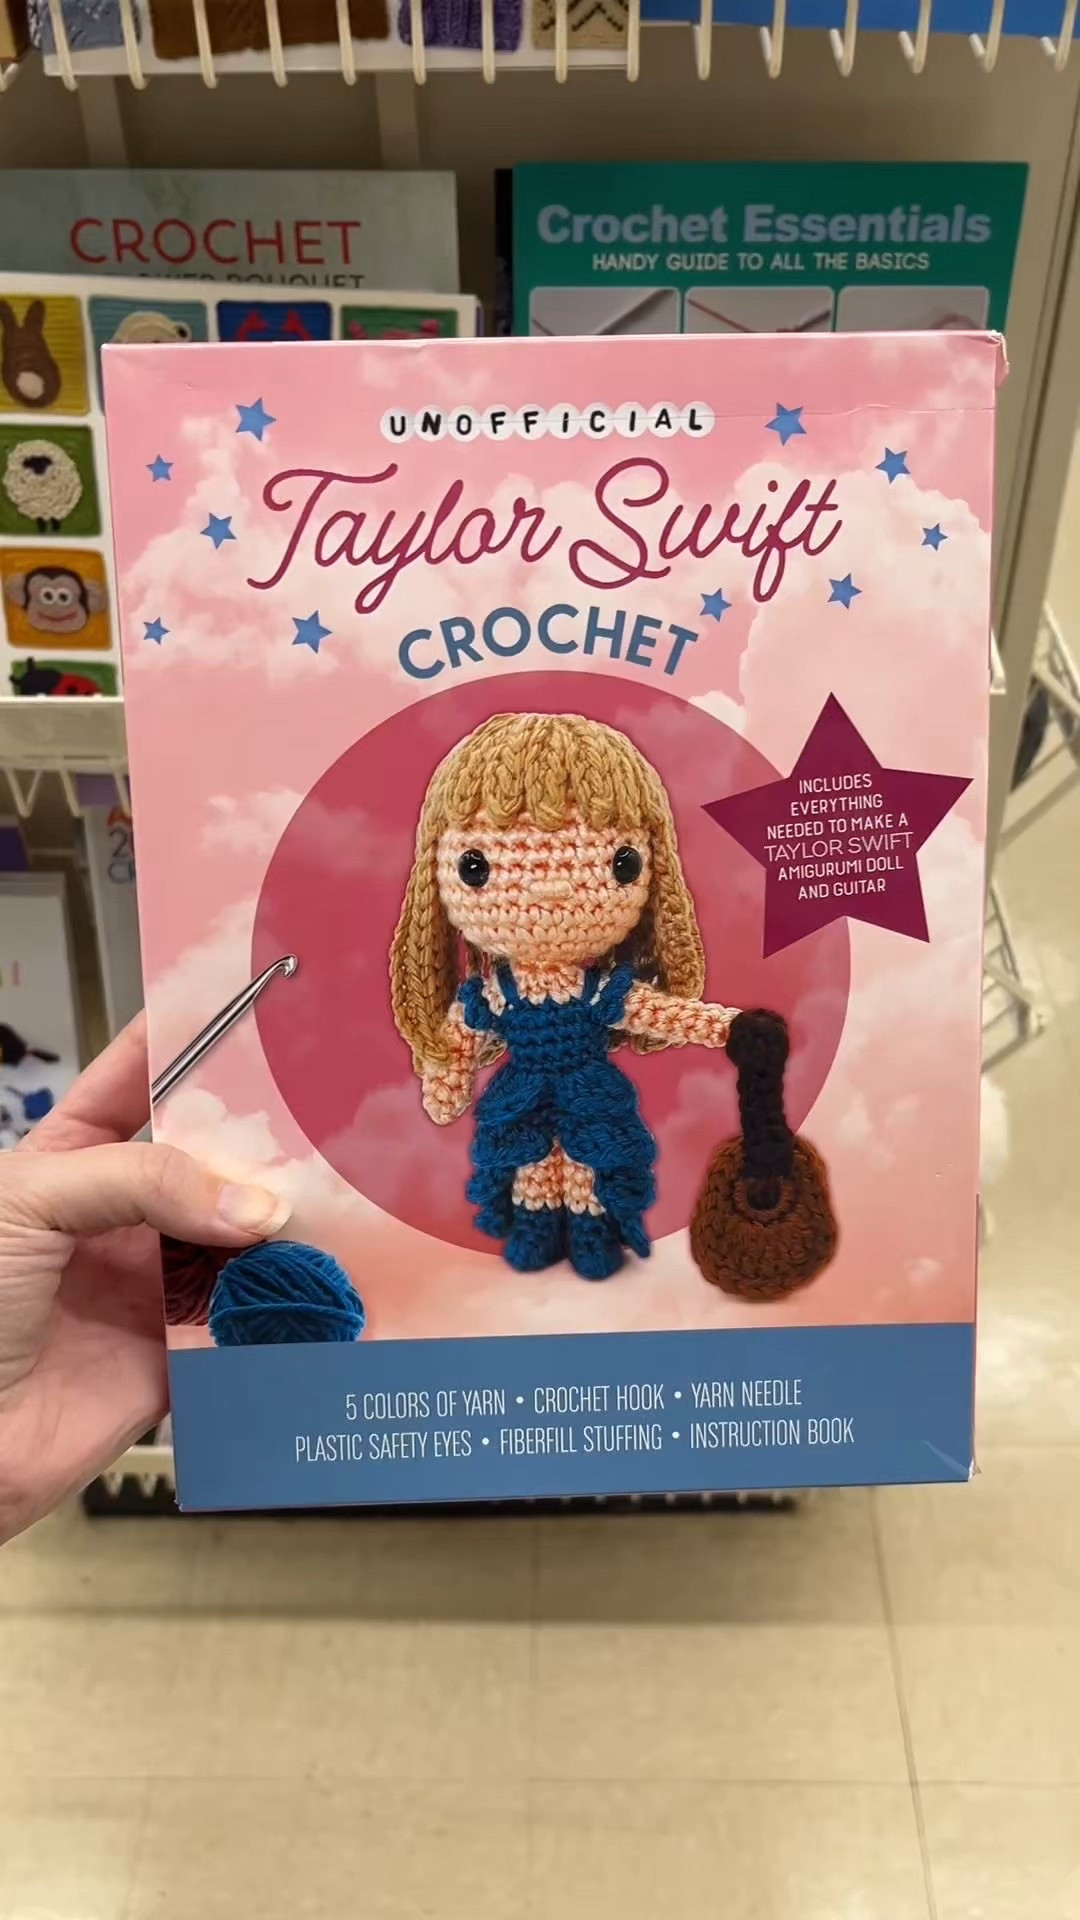 CROCHET
Crochet Essentials
HANDY GUIDE TO ALL THE BASICS
UNOFFICIAL
Taylor Swift
CROCHET
INCLUDES
EVERYTHING
NEEDED TO MAKE A
TAYLOR SWIFT
AMIGURUMI DOLL
AND GUITAR
5 COLORS OF YARN • CROCHET HOOK • YARN NEEDLE
PLASTIC SAFETY EYES • FIBERFILL STUFFING • INSTRUCTION BOOK